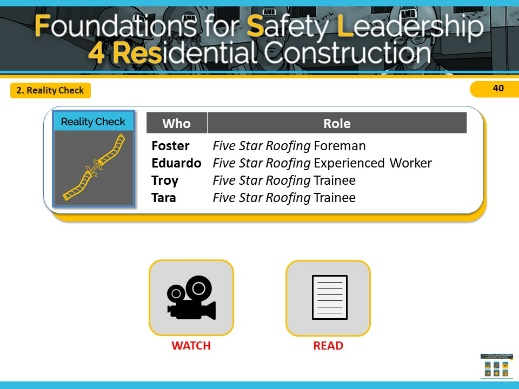 Foundations for Safety Leadership
4 Residential Construction
2. Reality Check
40
Reality Check
Who Role
Foster Five Star Roofing Foreman
Eduardo Five Star Roofing Experienced Worker
Troy Five Star Roofing Trainee
Tara Five Star Roofing Trainee
WATCH READ